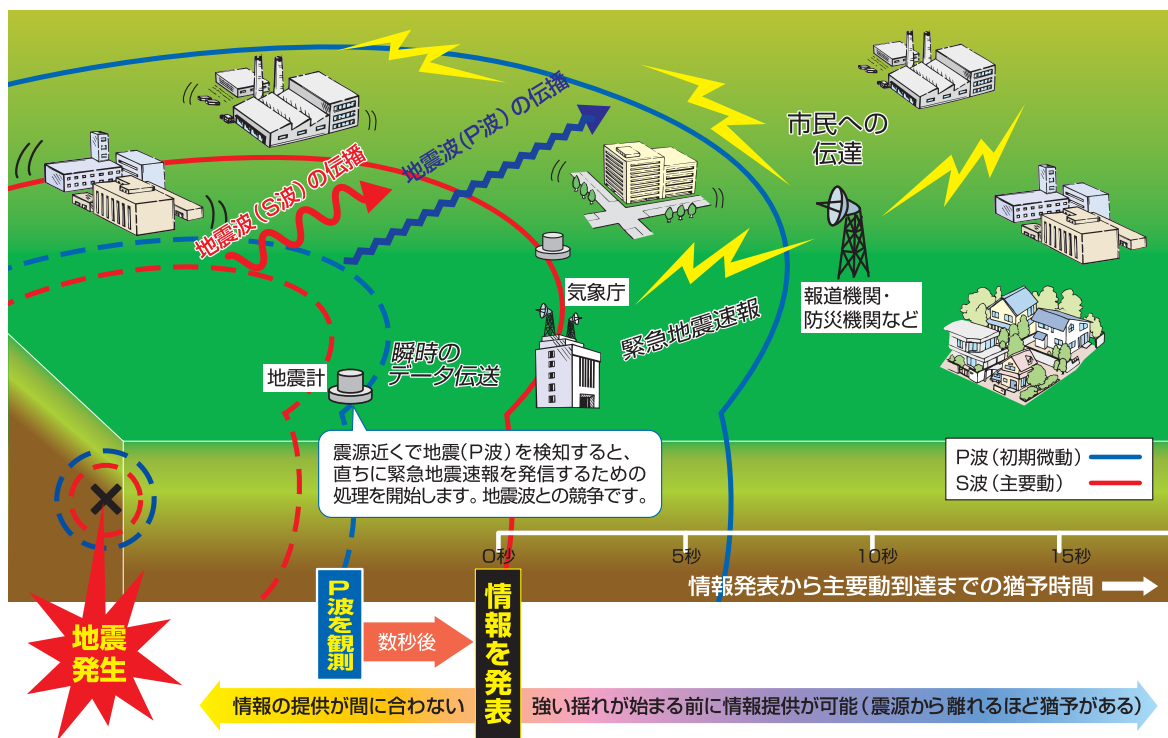 地震波(P波)の伝播
地震波(S波)の伝播
市民への
伝達
気象庁
緊急地震速報
報道機関・
防災機関など
瞬時の
データ伝送
地震計
震源近くで地震(P波)を検知すると、
直ちに緊急地震速報を発信するための
処理を開始します。地震波との競争です。
P波(初期微動)
S波(主要動)
0秒
5秒
10秒
15秒
情報発表から主要動到達までの猶予時間
地震
発生
P波を観測
数秒後
情報を発表
情報の提供が間に合わない
強い揺れが始まる前に情報提供が可能(震源から離れるほど猶予がある)